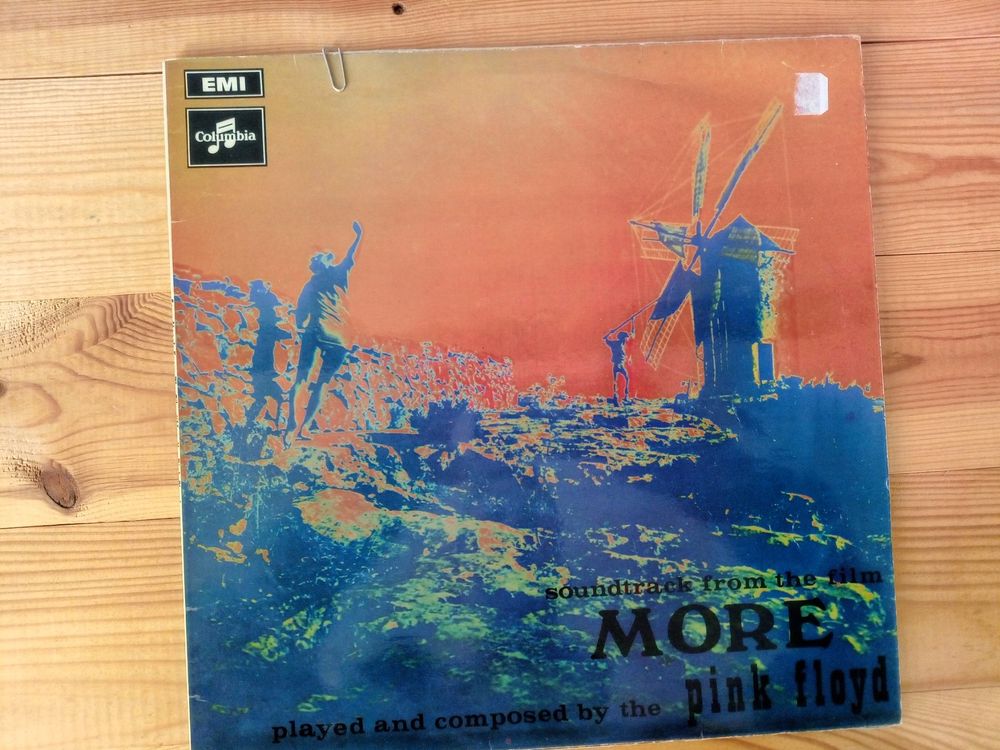 EMI
Columbia
soundtrack from the film
MORE
played and composed by the pink floyd